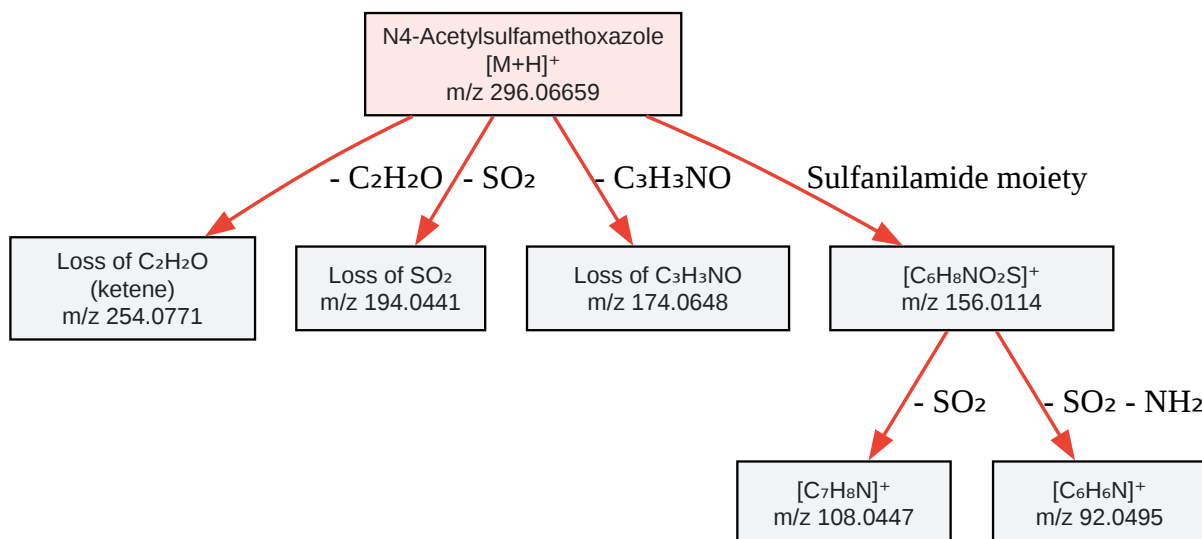 N4-Acetylsulfamethoxazole
[M+H]⁺
m/z 296.06659
- C₂H₂O
- SO₂
- C₃H₃NO
Sulfanilamide moiety
Loss of C₂H₂O
(ketene)
m/z 254.0771
Loss of SO₂
m/z 194.0441
Loss of C₃H₃NO
m/z 174.0648
[C₆H₈NO₂S]⁺
m/z 156.0114
- SO₂
- SO₂ - NH₂
[C₇H₈N]⁺
m/z 108.0447
[C₆H₆N]⁺
m/z 92.0495